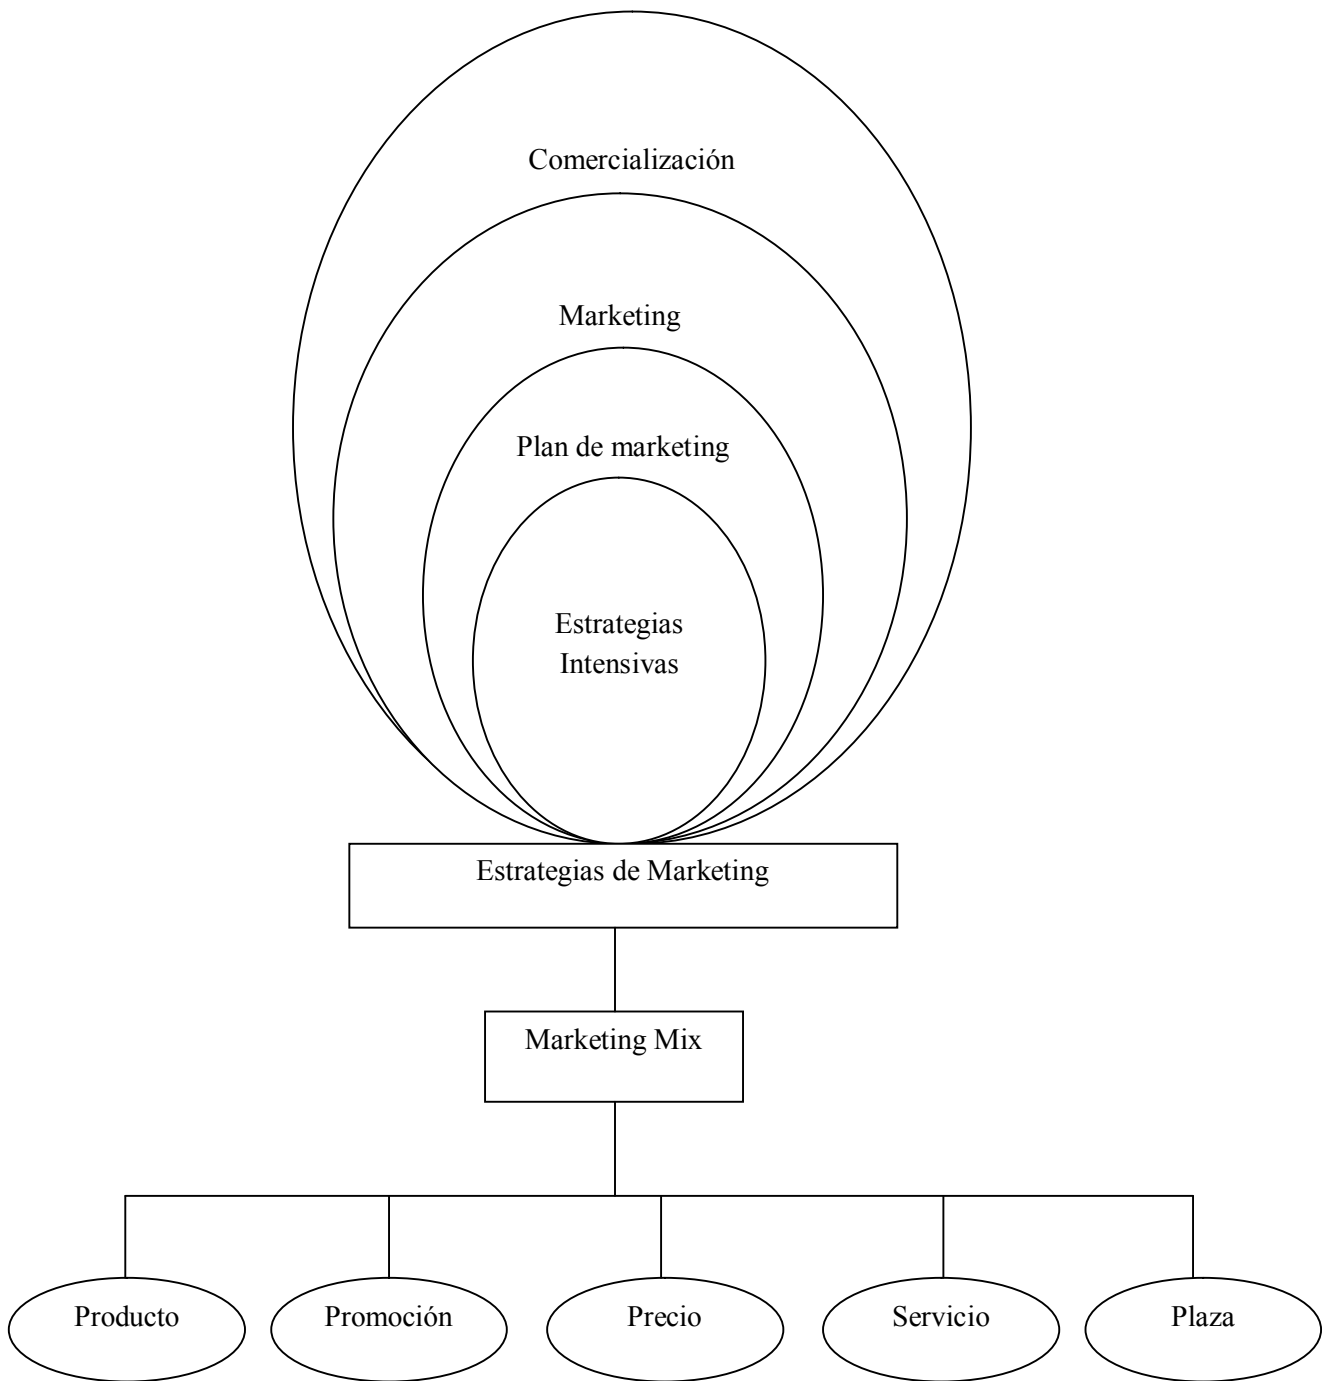 Comercialización
Marketing
Plan de marketing
Estrategias
Intensivas
Estrategias de Marketing
Marketing Mix
Producto
Promoción
Precio
Servicio
Plaza